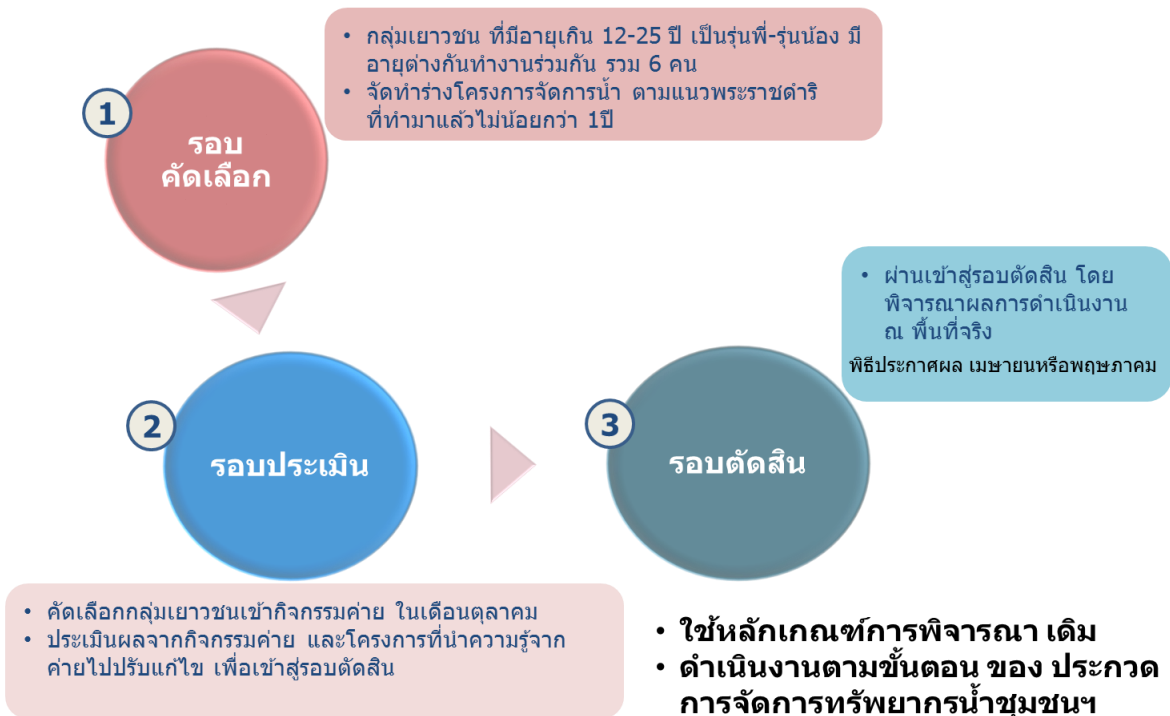 • กลุ่มเยาวชน ที่มีอายุเกิน 12-25 ปี เป็นรุ่นพี่-รุ่นน้อง มี
อายุต่างกันทำงานร่วมกัน รวม 6 คน
• จัดทำร่างโครงการจัดการน้ำ ตามแนวพระราชดำริ
ที่ทำมาแล้วไม่น้อยกว่า 1ปี
1
รอบ
คัดเลือก
• ผ่านเข้าสู่รอบตัดสิน โดย
พิจารณาผลการดำเนินงาน
ณ พื้นที่จริง
พิธีประกาศผล เมษายนหรือพฤษภาคม
2
รอบประเมิน
3
รอบตัดสิน
• คัดเลือกกลุ่มเยาวชนเข้ากิจกรรมค่าย ในเดือนตุลาคม
• ประเมินผลจากกิจกรรมค่าย และโครงการที่นำความรู้จาก
ค่ายไปปรับแก้ไข เพื่อเข้าสู่รอบตัดสิน
• ใช้หลักเกณฑ์การพิจารณา เดิม
• ดำเนินงานตามขั้นตอน ของ ประกวด
การจัดการทรัพยากรน้ำชุมชนฯ